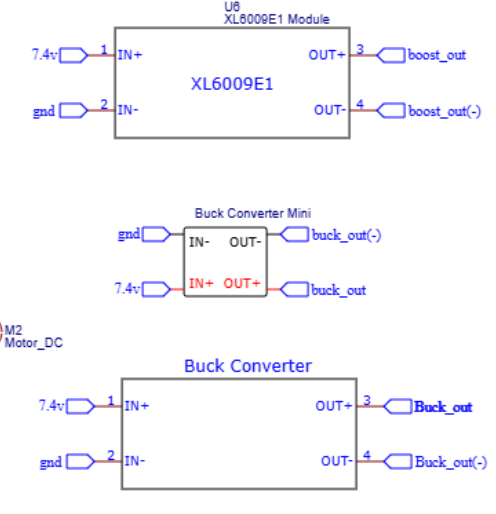 U6
XL6009E1 Module
7.4v 1 IN+ OUT+ 3 boost_out
XL6009E1
gnd 2 IN- OUT- 4 boost_out(-)
Buck Converter Mini
gnd IN- OUT- buck_out(-)
7.4v IN+ OUT+ buck_out
M2
Motor_DC
Buck Converter
7.4v 1 IN+ OUT+ 3 Buck_out
gnd 2 IN- OUT- 4 Buck_out(-)